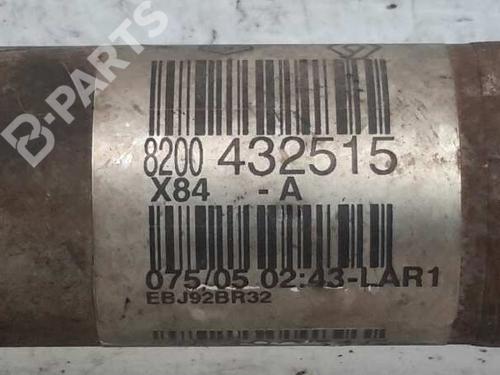 B-PARTS
8200 432515
X84 - A
075/05 02:43-LAR1
EBJ92BR32